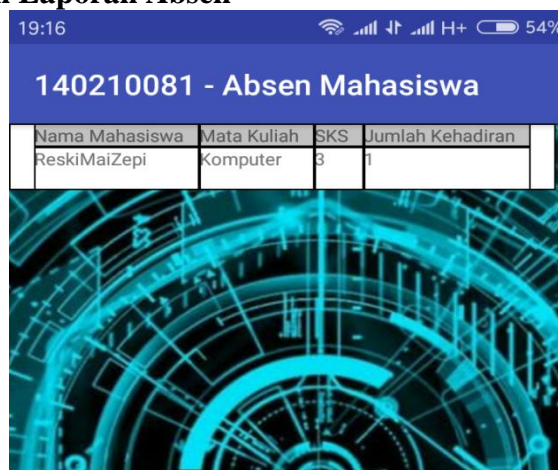 Laporan Absen
19:16 H+ 54%
140210081 - Absen Mahasiswa
Nama Mahasiswa Mata Kuliah SKS Jumlah Kehadiran
ReskiMaiZepi Komputer 3 1